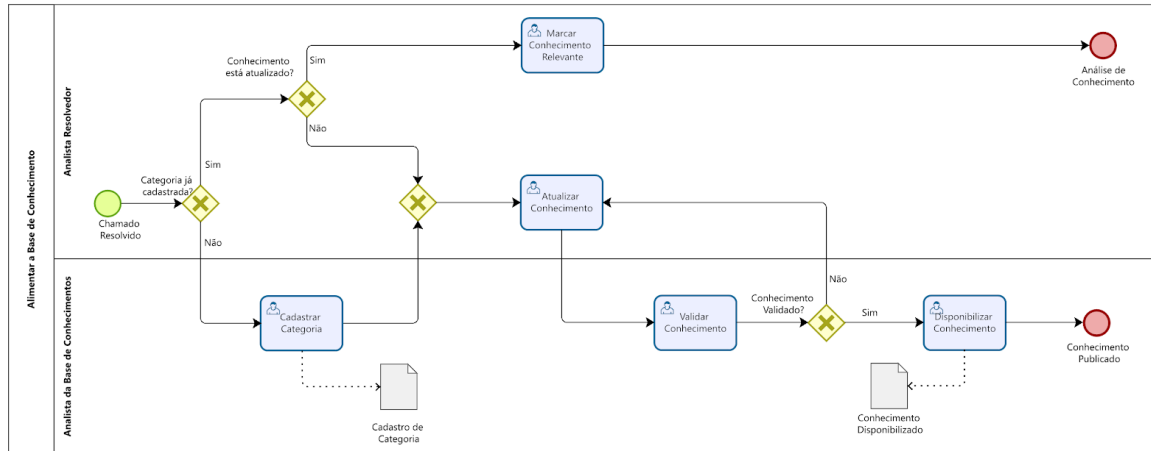 Alimentar a Base de Conhecimento
Analista Resolvedor
Chamado
Resolvido
Categoria já
cadastrada?
Sim
Não
Conhecimento
está atualizado?
Sim
Não
Marcar
Conhecimento
Relevante
Análise de
Conhecimento
Atualizar
Conhecimento
Analista da Base de Conhecimentos
Cadastrar
Categoria
Cadastro de
Categoria
Validar
Conhecimento
Conhecimento
Validado?
Não
Sim
Disponibilizar
Conhecimento
Conhecimento
Disponibilizado
Conhecimento
Publicado